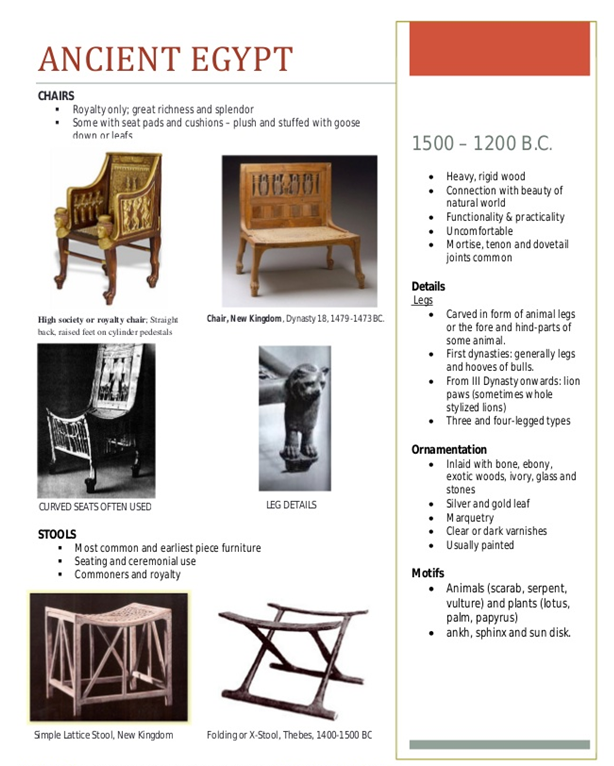 ANCIENT EGYPT
CHAIRS
▪ Royalty only; great richness and splendor
▪ Some with seat pads and cushions – plush and stuffed with goose
down or leafs
High society or royalty chair; Straight
back, raised feet on cylinder pedestals
Chair, New Kingdom, Dynasty 18, 1479 -1473 BC.
CURVED SEATS OFTEN USED
LEG DETAILS
STOOLS
▪ Most common and earliest piece furniture
▪ Seating and ceremonial use
▪ Commoners and royalty
Simple Lattice Stool, New Kingdom
Folding or X-Stool, Thebes, 1400-1500 BC
1500 – 1200 B.C.
• Heavy, rigid wood
• Connection with beauty of
natural world
• Functionality & practicality
• Uncomfortable
• Mortise, tenon and dovetail
joints common
Details
Legs
• Carved in form of animal legs
or the fore and hind-parts of
some animal.
• First dynasties: generally legs
and hooves of bulls.
• From III Dynasty onwards: lion
paws (sometimes whole
stylized lions)
• Three and four-legged types
Ornamentation
• Inlaid with bone, ebony,
exotic woods, ivory, glass and
stones
• Silver and gold leaf
• Marquetry
• Clear or dark varnishes
• Usually painted
Motifs
• Animals (scarab, serpent,
vulture) and plants (lotus,
palm, papyrus)
• ankh, sphinx and sun disk.